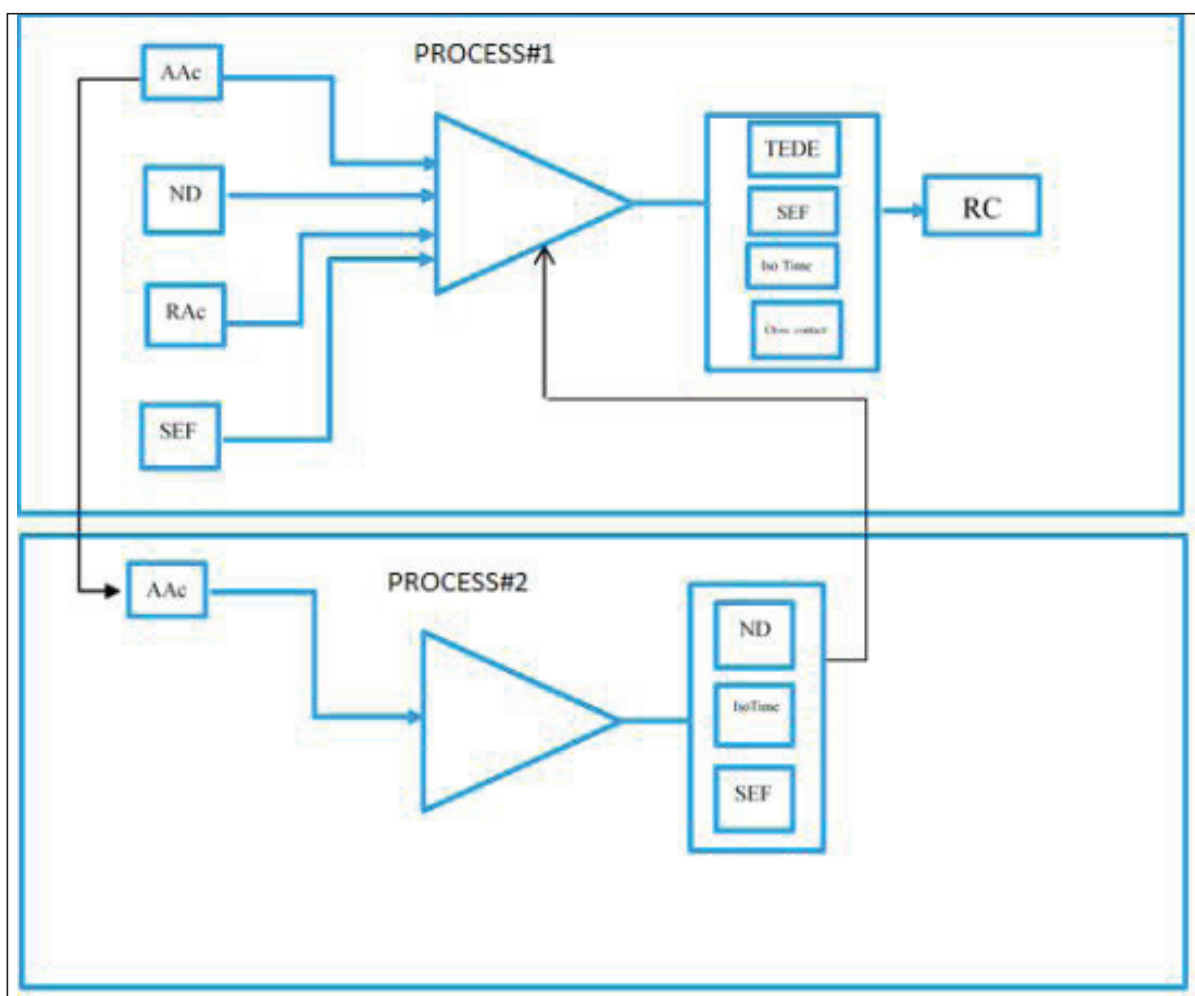 PROCESS#1
AAc
ND
RAc
SEF
TEDE
SEF
Iso Time
Close contact
RC
PROCESS#2
AAc
ND
IsoTime
SEF